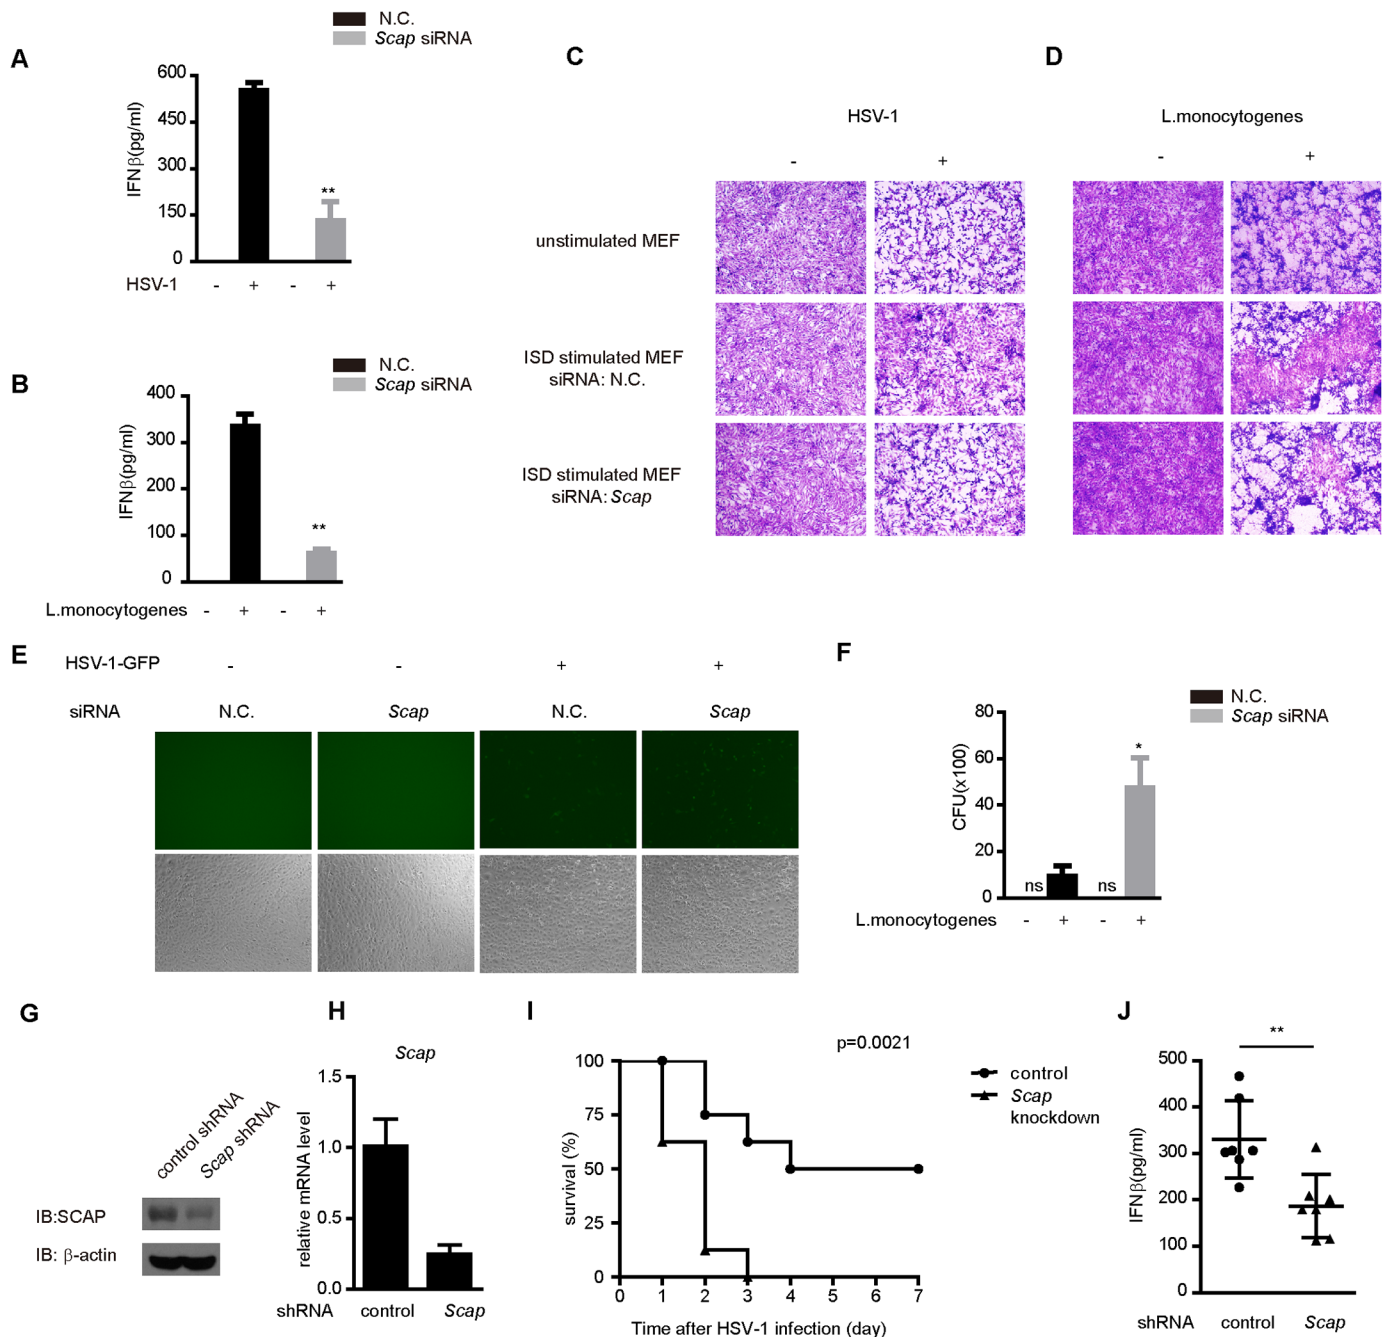 A
N.C.
Scap siRNA
IFNβ(pg/ml)
600
450
300
150
0
**
HSV-1 - + - +
B
N.C.
Scap siRNA
IFNβ(pg/ml)
400
300
200
100
0
**
L.monocytogenes - + - +
C
HSV-1
- +
D
L.monocytogenes
- +
unstimulated MEF
ISD stimulated MEF
siRNA: N.C.
ISD stimulated MEF
siRNA: Scap
E
HSV-1-GFP - - + +
siRNA N.C. Scap N.C. Scap
F
N.C.
Scap siRNA
CFU(x100)
80
60
40
20
0
ns ns *
L.monocytogenes - + - +
G
control shRNA
Scap shRNA
IB:SCAP
IB: β-actin
H
Scap
relative mRNA level
1.5
1.0
0.5
0.0
shRNA control Scap
I
p=0.0021
control
Scap
knockdown
survival (%)
100
75
50
25
0
0 1 2 3 4 5 6 7
Time after HSV-1 infection (day)
J
**
IFNβ(pg/ml)
500
400
300
200
100
0
shRNA control Scap